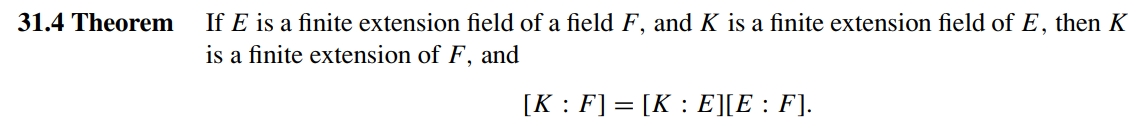 31.4 Theorem If E is a finite extension field of a field F, and K is a finite extension field of E, then K
is a finite extension of F, and
[K : F] = [K : E][E : F].